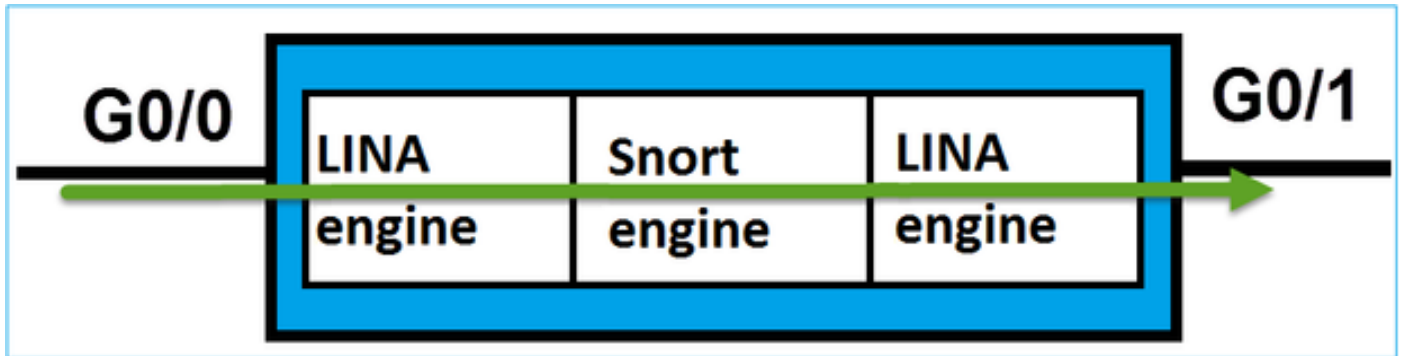 G0/0
LINA
engine
Snort
engine
LINA
engine
G0/1